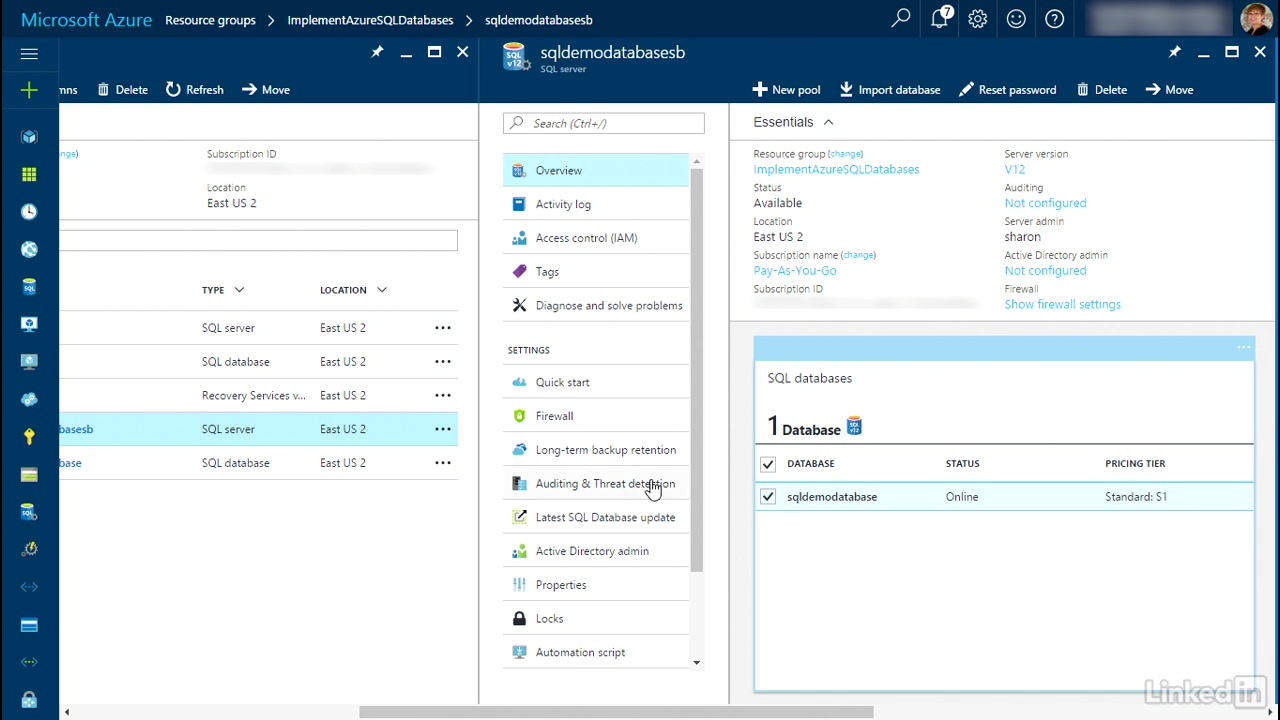 Microsoft Azure Resource groups > ImplementAzureSQLDatabases > sqldemodatabasesb
7
mns Delete Refresh Move
nge)
Subscription ID
Location
East US 2
TYPE LOCATION
SQL server East US 2 •••
SQL database East US 2 •••
Recovery Services v... East US 2 •••
basesb SQL server East US 2 •••
base SQL database East US 2 •••
SQL v12
sqldemodatabasesb
SQL server
Search (Ctrl+/)
Overview
Activity log
Access control (IAM)
Tags
Diagnose and solve problems
SETTINGS
Quick start
Firewall
Long-term backup retention
Auditing & Threat detection
Latest SQL Database update
Active Directory admin
Properties
Locks
Automation script
New pool Import database Reset password Delete Move
Essentials
Resource group (change)
ImplementAzureSQLDatabases
Status
Available
Location
East US 2
Subscription name (change)
Pay-As-You-Go
Subscription ID
Server version
V12
Auditing
Not configured
Server admin
sharon
Active Directory admin
Not configured
Firewall
Show firewall settings
SQL databases
1 Database
DATABASE STATUS PRICING TIER
sqldemodatabase Online Standard: S1
LinkedIn